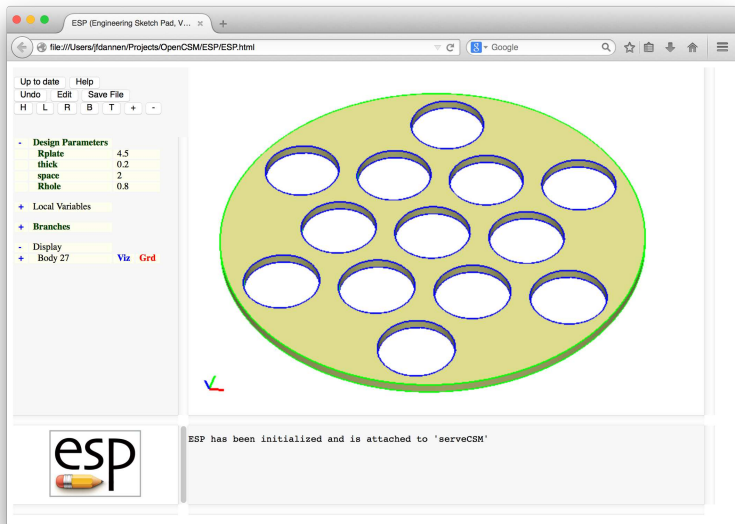 ESP (Engineering Sketch Pad, V...
file:///Users/jfdannen/Projects/OpenCSM/ESP/ESP.html
Google
Up to date Help
Undo Edit Save File
H L R B T + -
- Design Parameters
Rplate 4.5
thick 0.2
space 2
Rhole 0.8
+ Local Variables
+ Branches
- Display
+ Body 27 Viz Grd
esp
ESP has been initialized and is attached to 'serveCSM'